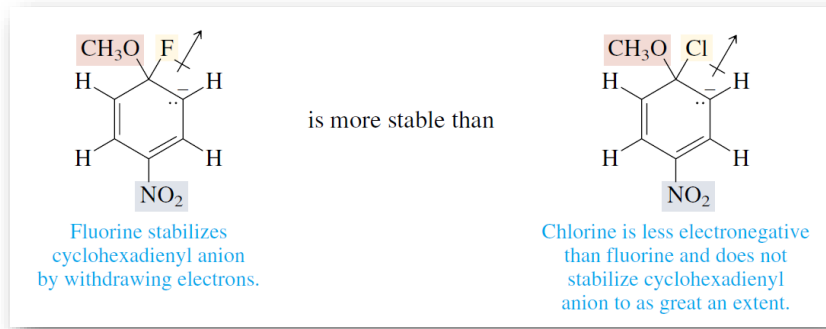 CH₃O F
H H
H H
NO₂
Fluorine stabilizes
cyclohexadienyl anion
by withdrawing electrons.
is more stable than
CH₃O Cl
H H
H H
NO₂
Chlorine is less electronegative
than fluorine and does not
stabilize cyclohexadienyl
anion to as great an extent.